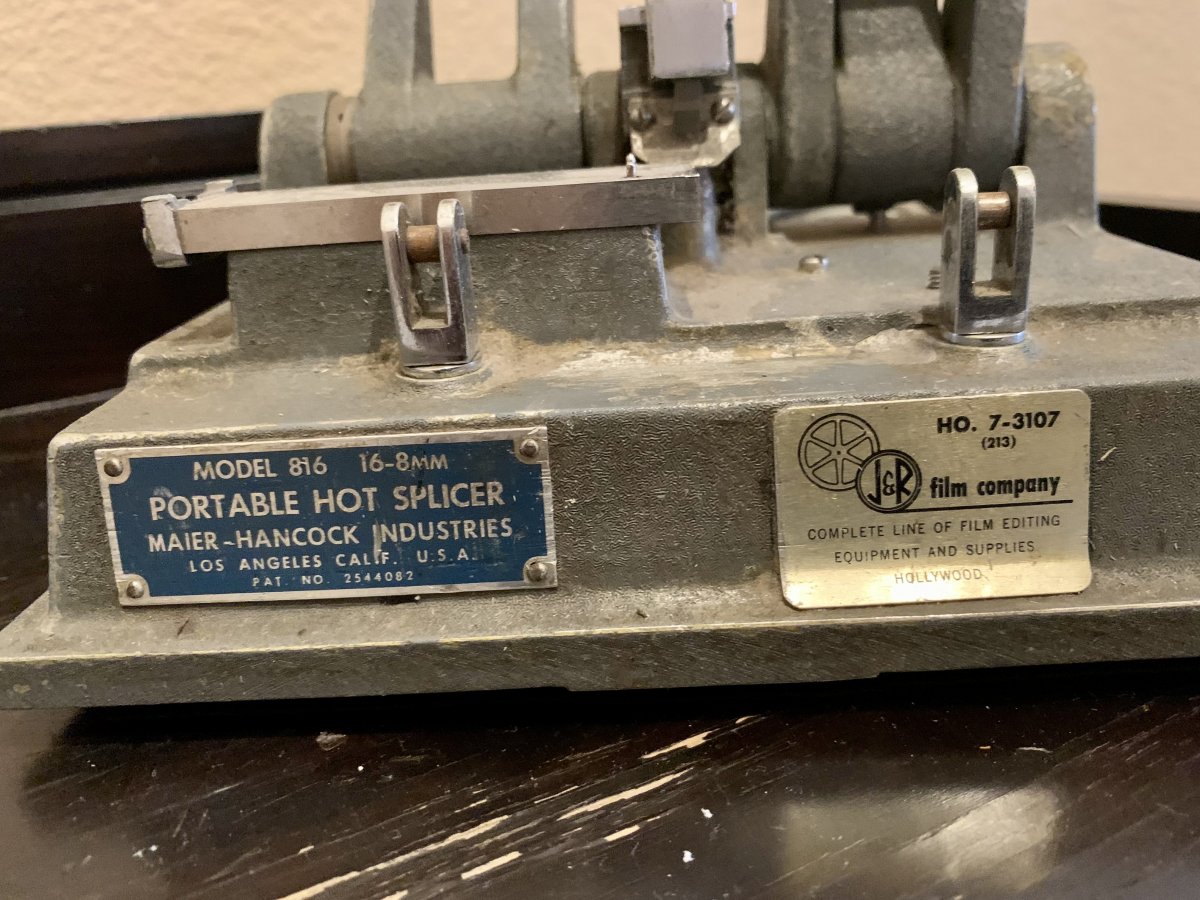 MODEL 816 16-8MM
PORTABLE HOT SPLICER
MAIER-HANCOCK INDUSTRIES
LOS ANGELES CALIF. U.S.A.
PAT. NO. 2544082
HO. 7-3107
(213)
J&R film company
COMPLETE LINE OF FILM EDITING
EQUIPMENT AND SUPPLIES
HOLLYWOOD